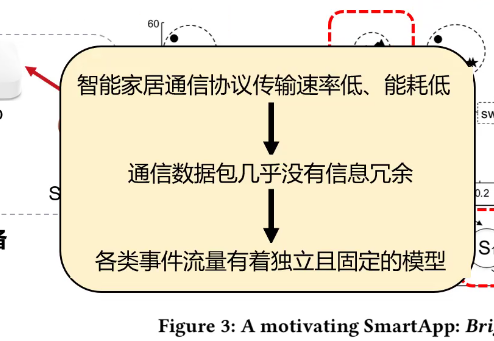 60
智能家居通信协议传输速率低、能耗低
sw
通信数据包几乎没有信息冗余
0.2
S
各类事件流量有着独立且固定的模型
S
Figure 3: A motivating SmartApp: Brig